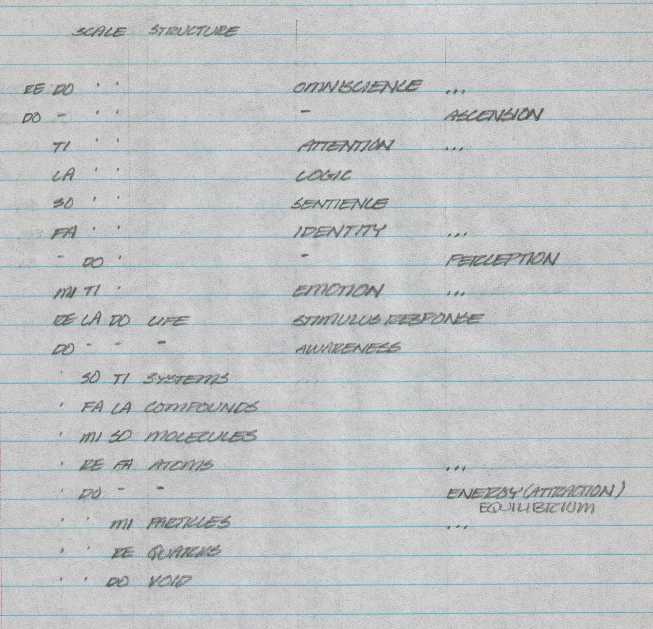 SCALE STRUCTURE
RE DO ' ' OMNISCIENCE ...
DO - ' ' - ASCENSION
TI ' ' ATTENTION ...
LA ' ' LOGIC
SO ' ' SENTIENCE
FA ' ' IDENTITY ...
- DO ' - PERCEPTION
MI TI ' EMOTION ...
RE LA DO LIFE STIMULUS RESPONSE
DO - - - AWARENESS
' SO TI SYSTEMS
' FA LA COMPOUNDS
' MI SO MOLECULES
' RE FA ATOMS ...
' DO - - ENERGY (ATTRACTION)
EQUILIBRIUM
' ' MI PARTICLES ...
' ' RE QUARKS
' ' DO VOID